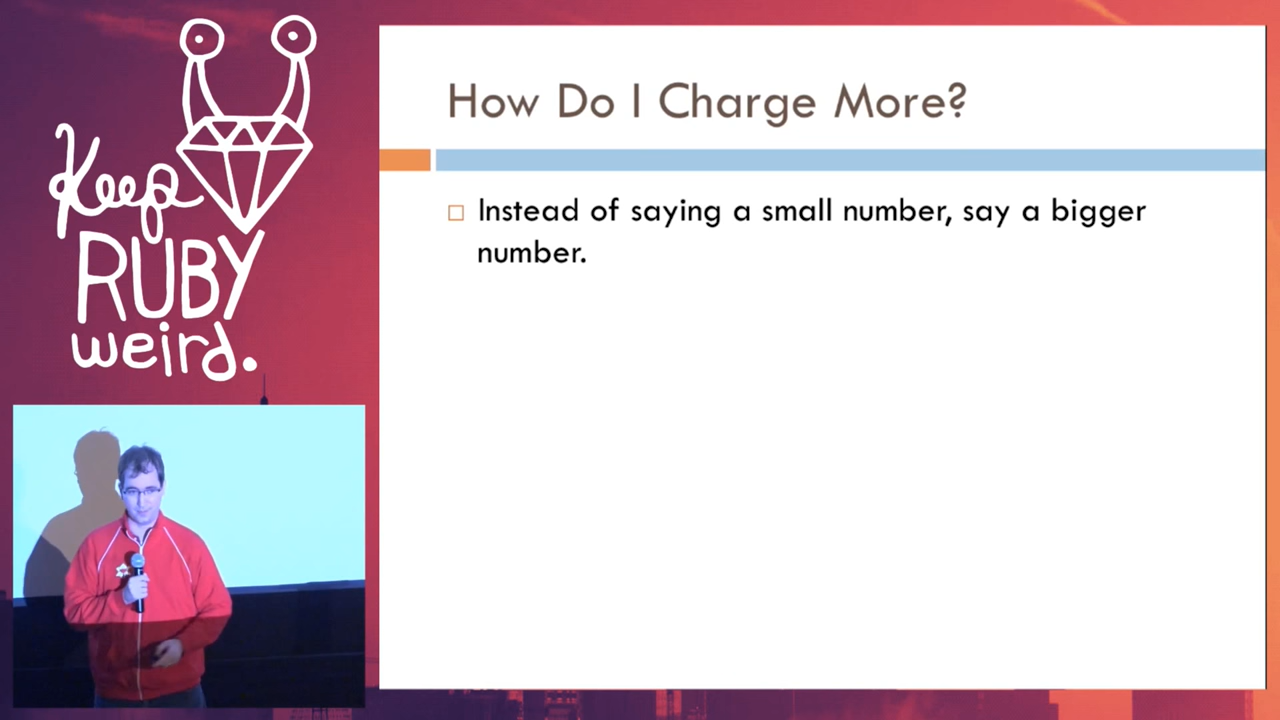 Keep
RUBY
weird.
How Do I Charge More?
Instead of saying a small number, say a bigger
number.